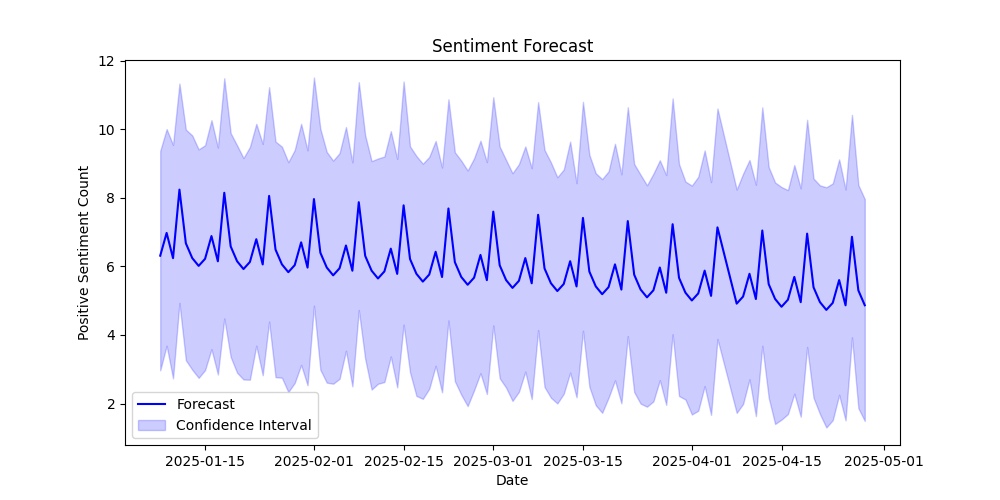 Sentiment Forecast
Positive Sentiment Count
12
10
8
6
4
2
Forecast
Confidence Interval
2025-01-15 2025-02-01 2025-02-15 2025-03-01 2025-03-15 2025-04-01 2025-04-15 2025-05-01
Date